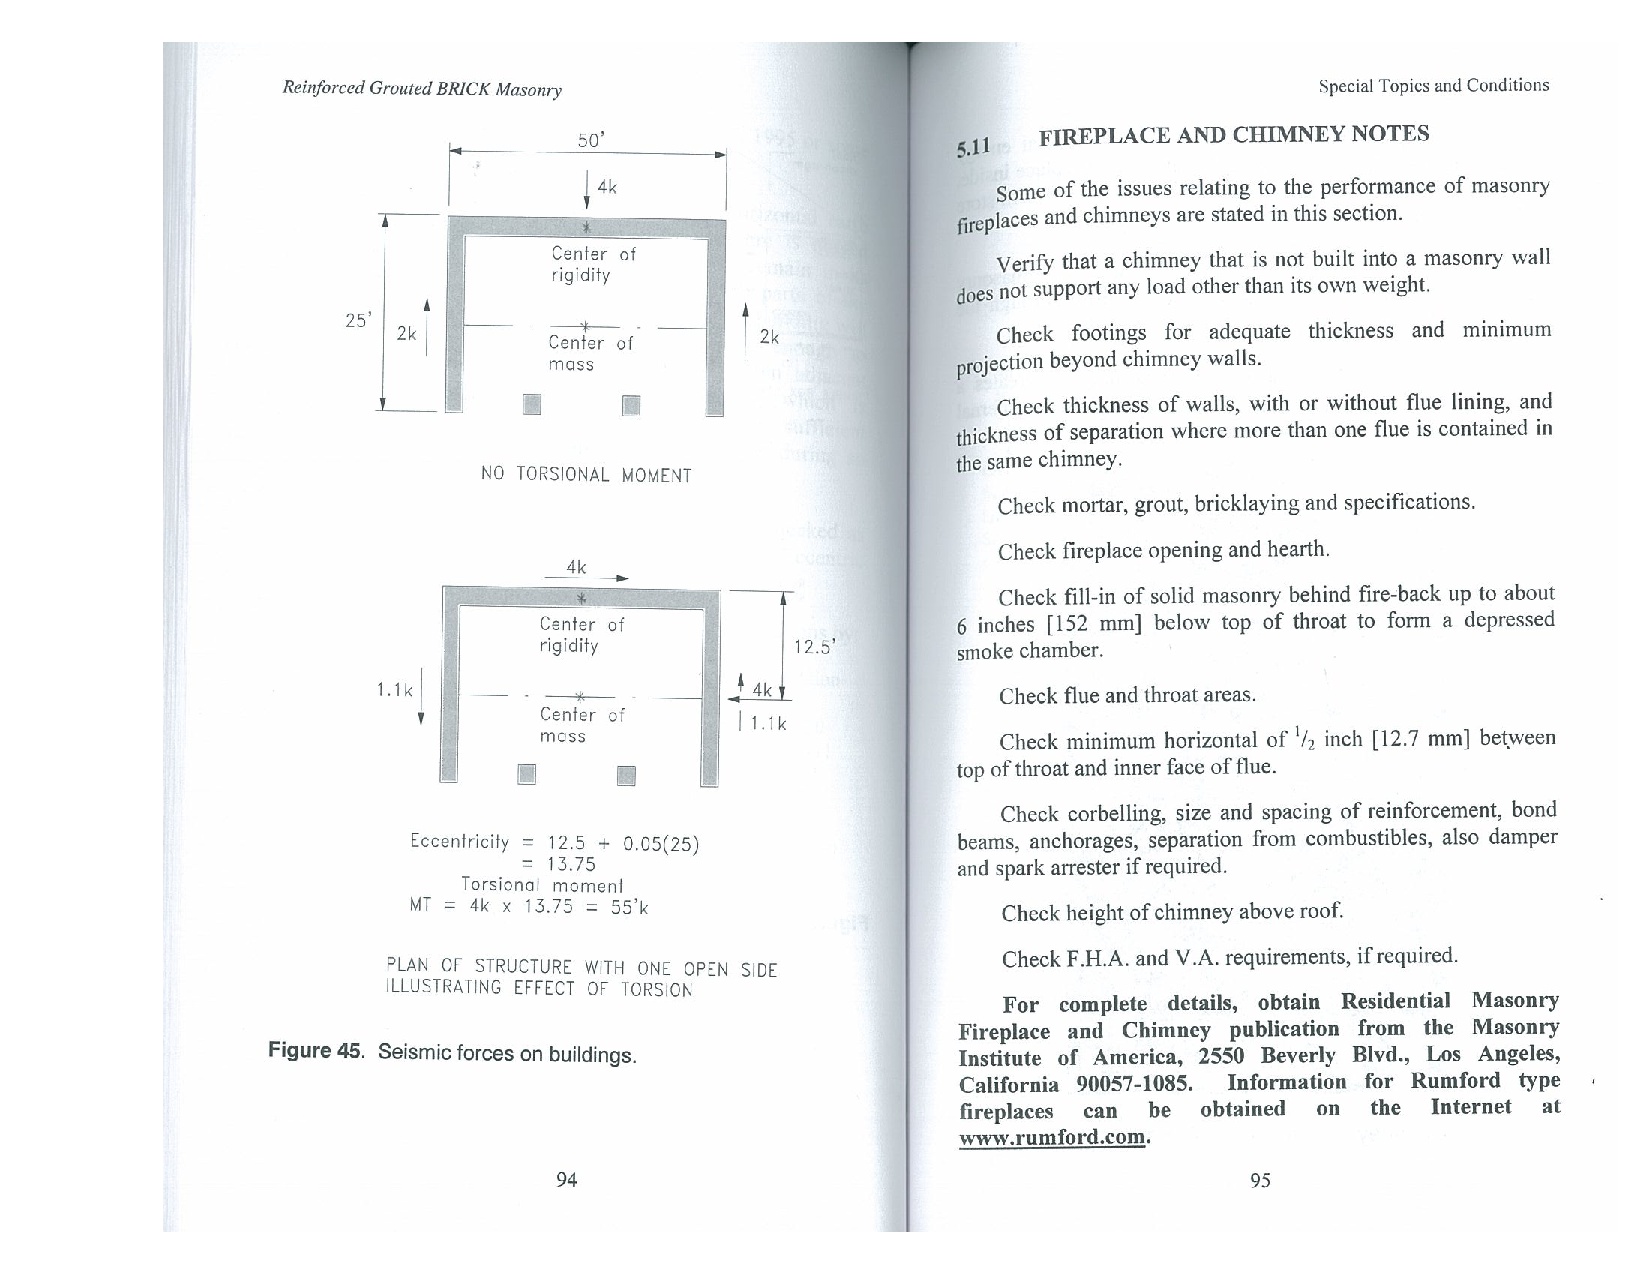 Reinforced Grouted BRICK Masonry
50'
4k
Center of
rigidity
25'
2k
2k
Center of
mass
NO TORSIONAL MOMENT
4k
Center of
rigidity
12.5'
1.1k
4k
Center of
mass
1.1k
Eccentricity = 12.5 + 0.05(25)
= 13.75
Torsional moment
MT = 4k x 13.75 = 55'k
PLAN OF STRUCTURE WITH ONE OPEN SIDE
ILLUSTRATING EFFECT OF TORSION
Figure 45. Seismic forces on buildings.
94
Special Topics and Conditions
5.11 FIREPLACE AND CHIMNEY NOTES
Some of the issues relating to the performance of masonry
fireplaces and chimneys are stated in this section.
Verify that a chimney that is not built into a masonry wall
does not support any load other than its own weight.
Check footings for adequate thickness and minimum
projection beyond chimney walls.
Check thickness of walls, with or without flue lining, and
thickness of separation where more than one flue is contained in
the same chimney.
Check mortar, grout, bricklaying and specifications.
Check fireplace opening and hearth.
Check fill-in of solid masonry behind fire-back up to about
6 inches [152 mm] below top of throat to form a depressed
smoke chamber.
Check flue and throat areas.
Check minimum horizontal of 1/2 inch [12.7 mm] between
top of throat and inner face of flue.
Check corbelling, size and spacing of reinforcement, bond
beams, anchorages, separation from combustibles, also damper
and spark arrester if required.
Check height of chimney above roof.
Check F.H.A. and V.A. requirements, if required.
For complete details, obtain Residential Masonry
Fireplace and Chimney publication from the Masonry
Institute of America, 2550 Beverly Blvd., Los Angeles,
California 90057-1085. Information for Rumford type
fireplaces can be obtained on the Internet at
www.rumford.com.
95